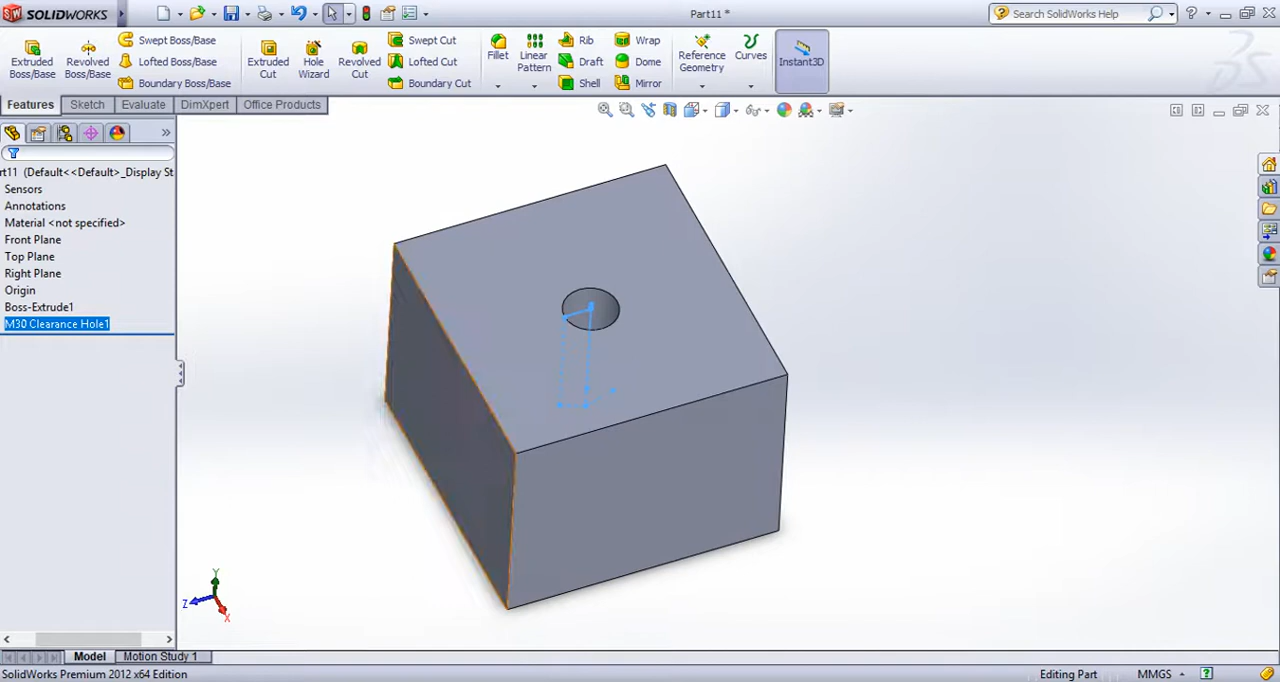 SW SOLIDWORKS
Part11 *
Search SolidWorks Help
Extruded Boss/Base
Revolved Boss/Base
Swept Boss/Base
Lofted Boss/Base
Boundary Boss/Base
Extruded Cut
Hole Wizard
Revolved Cut
Swept Cut
Lofted Cut
Boundary Cut
Fillet
Linear Pattern
Rib
Draft
Shell
Wrap
Dome
Mirror
Reference Geometry
Curves
Instant3D
Features
Sketch
Evaluate
DimXpert
Office Products
rt11 (Default<<Default>_Display St
Sensors
Annotations
Material <not specified>
Front Plane
Top Plane
Right Plane
Origin
Boss-Extrude1
M30 Clearance Hole1
Y
Z
X
Model
Motion Study 1
SolidWorks Premium 2012 x64 Edition
Editing Part
MMGS